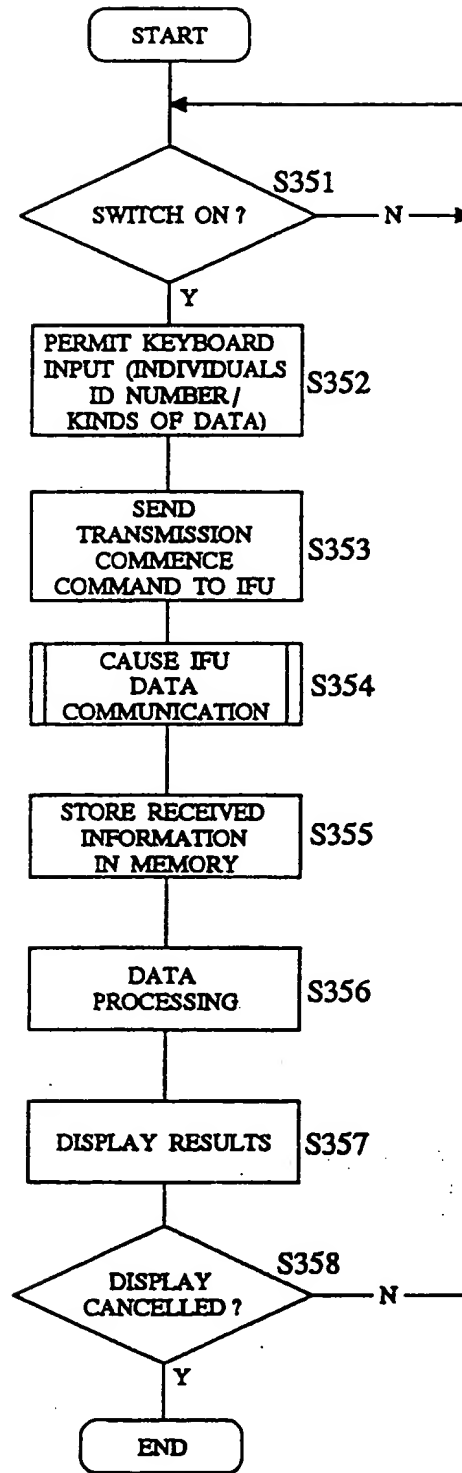 START
S351
SWITCH ON ?
N
Y
PERMIT KEYBOARD
INPUT (INDIVIDUALS
ID NUMBER /
KINDS OF DATA)
S352
SEND
TRANSMISSION
COMMENCE
COMMAND TO IFU
S353
CAUSE IFU
DATA
COMMUNICATION
S354
STORE RECEIVED
INFORMATION
IN MEMORY
S355
DATA
PROCESSING
S356
DISPLAY RESULTS
S357
S358
DISPLAY
CANCELLED ?
N
Y
END